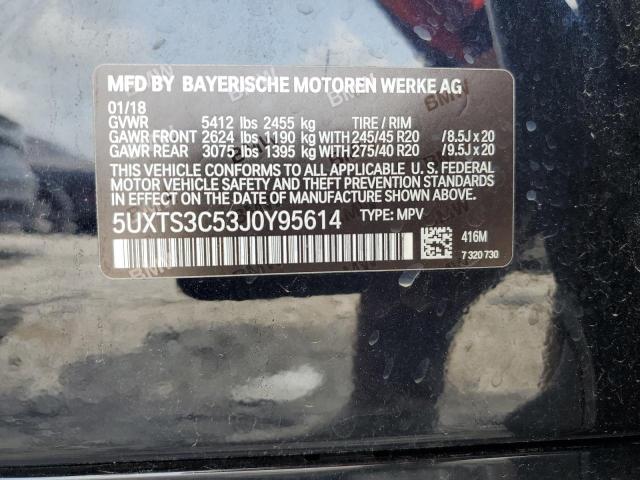 MFD BY BAYERISCHE MOTOREN WERKE AG
01/18
GVWR 5412 lbs 2455 kg TIRE / RIM
GAWR FRONT 2624 lbs 1190 kg WITH 245/45 R20 /8.5J x 20
GAWR REAR 3075 lbs 1395 kg WITH 275/40 R20 /9.5J x 20
THIS VEHICLE CONFORMS TO ALL APPLICABLE U. S. FEDERAL
MOTOR VEHICLE SAFETY AND THEFT PREVENTION STANDARDS
IN EFFECT ON THE DATE OF MANUFACTURE SHOWN ABOVE.
5UXTS3C53J0Y95614 TYPE: MPV
416M
7 320 730